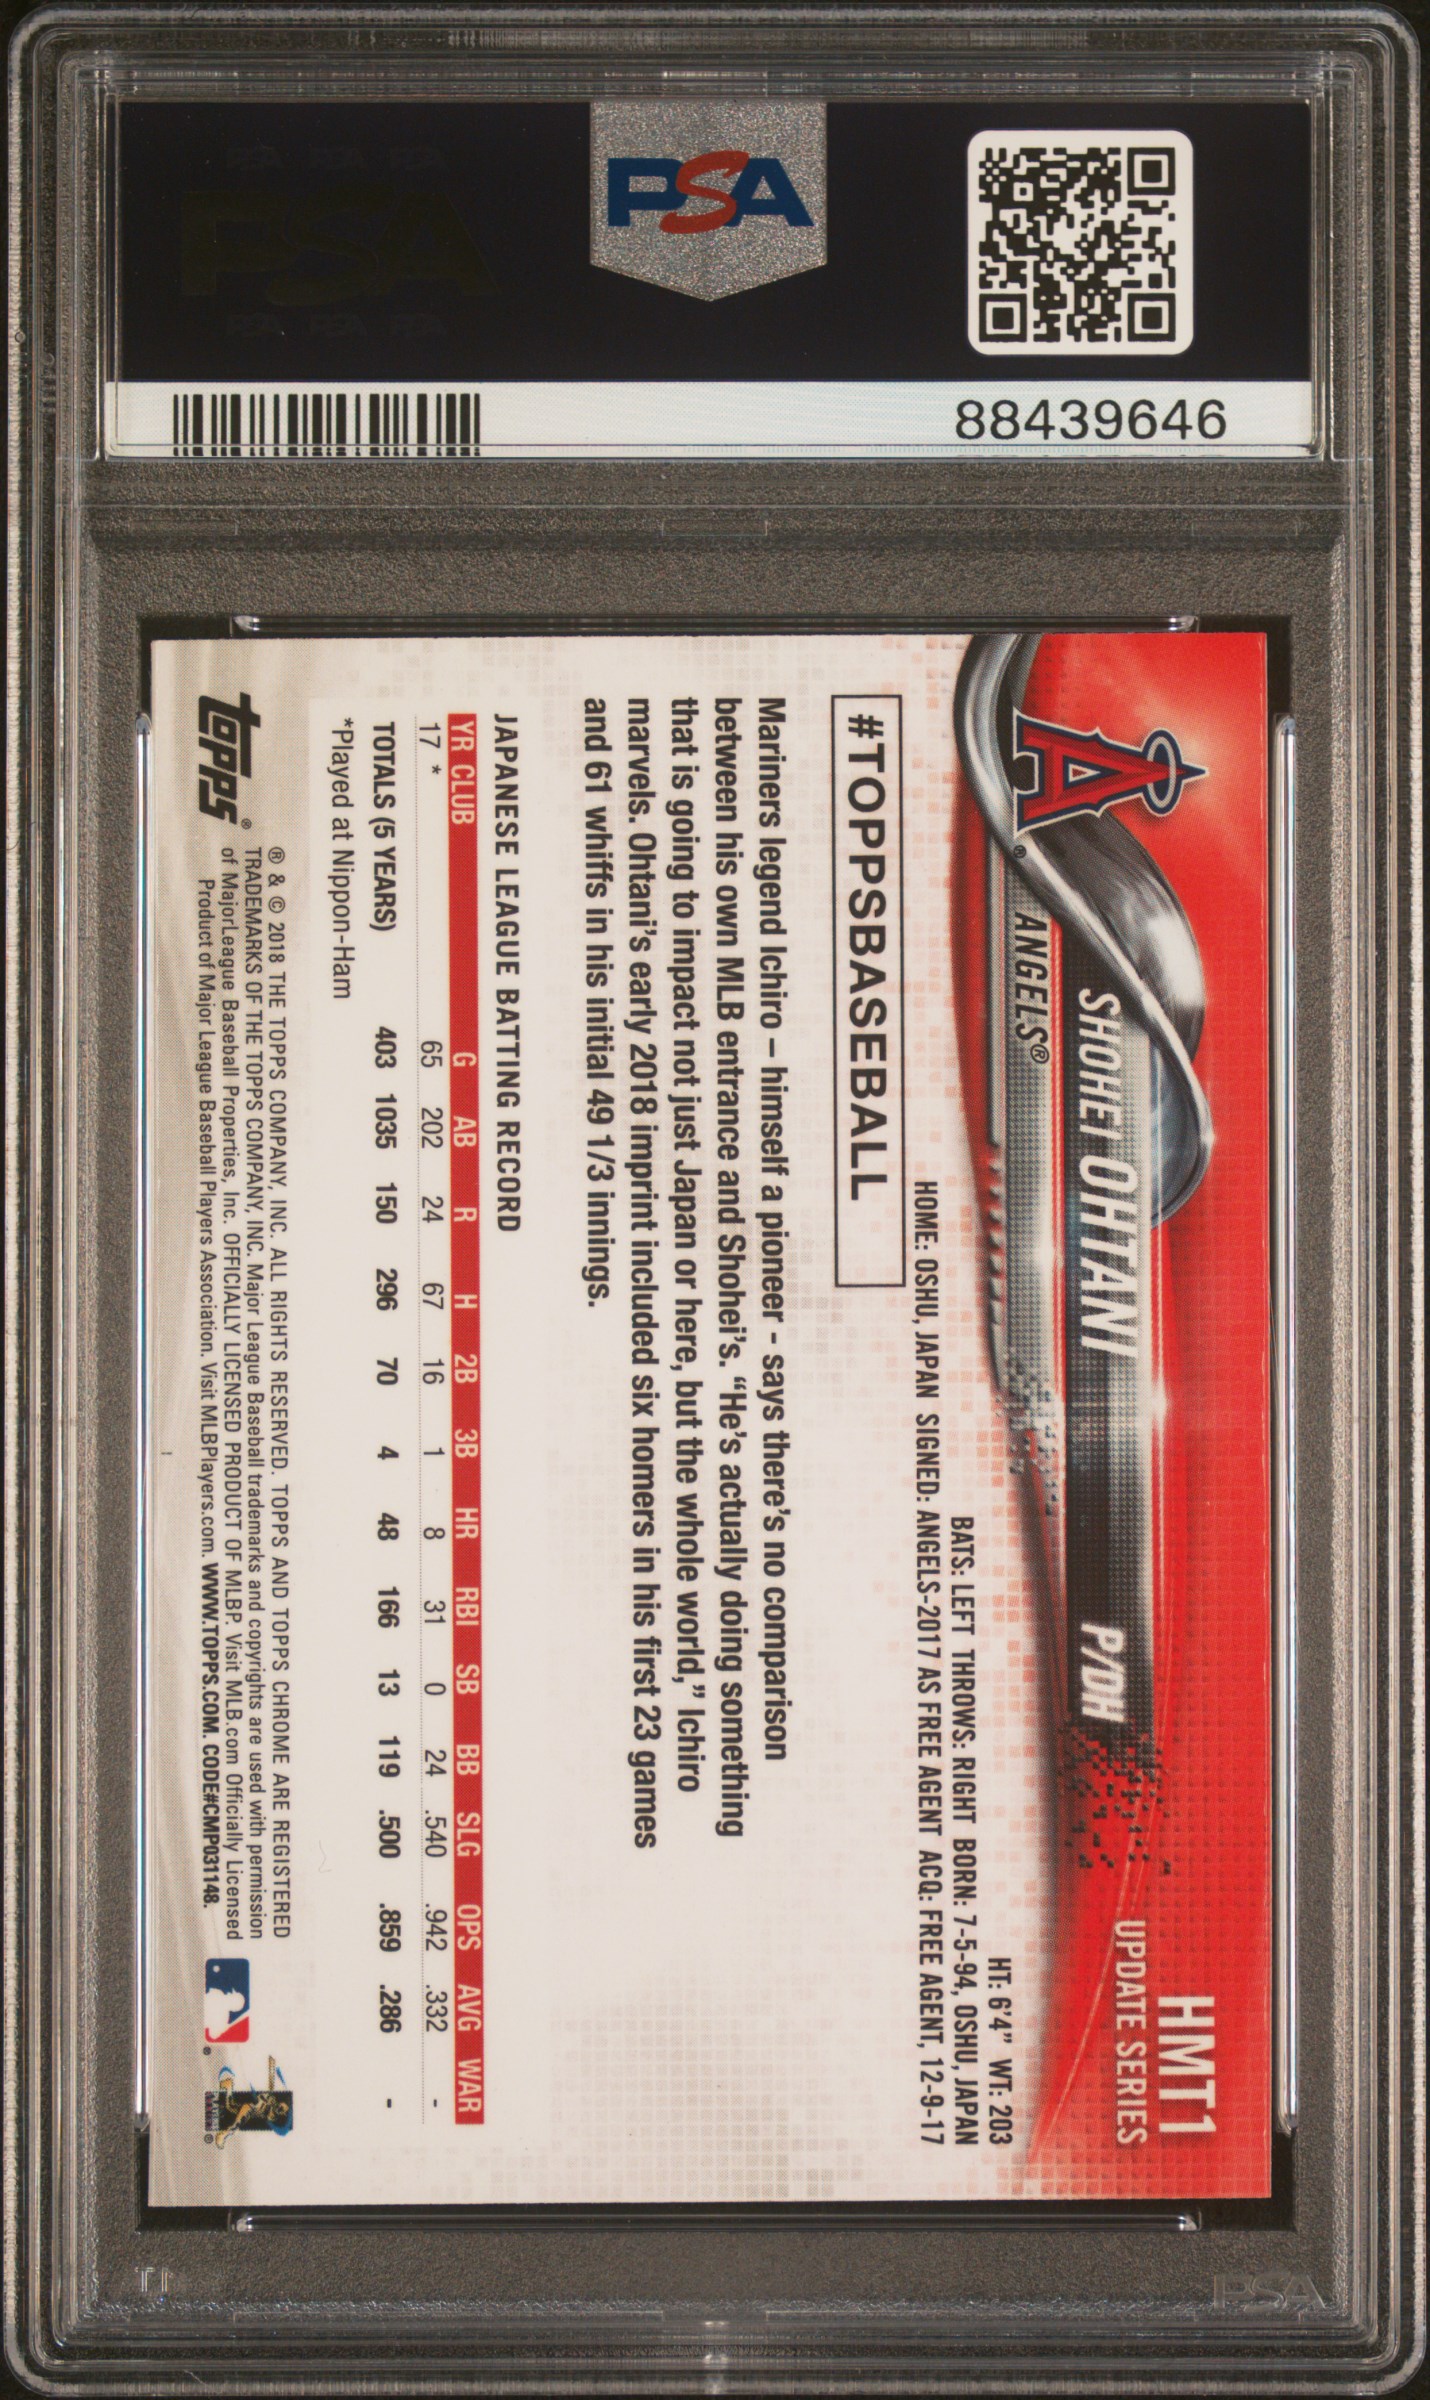 PSA
88439646
HMT1
UPDATE SERIES
SHOHEI OHTANI
P/DH
A®
ANGELS®
HT: 6'4" WT: 203
BATS: LEFT THROWS: RIGHT BORN: 7-5-94, OSHU, JAPAN
HOME: OSHU, JAPAN SIGNED: ANGELS-2017 AS FREE AGENT ACQ: FREE AGENT, 12-9-17
#TOPPSBASEBALL
Mariners legend Ichiro – himself a pioneer - says there's no comparison
between his own MLB entrance and Shohei's. “He's actually doing something
that is going to impact not just Japan or here, but the whole world,” Ichiro
marvels. Ohtani's early 2018 imprint included six homers in his first 23 games
and 61 whiffs in his initial 49 1/3 innings.
JAPANESE LEAGUE BATTING RECORD
YR CLUB G AB R H 2B 3B HR RBI SB BB SLG OPS AVG WAR
17 * 65 202 24 67 16 1 8 31 0 24 .540 .942 .332 -
TOTALS (5 YEARS) 403 1035 150 296 70 4 48 166 13 119 .500 .859 .286 -
*Played at Nippon-Ham
topps®
® & © 2018 THE TOPPS COMPANY, INC. ALL RIGHTS RESERVED. TOPPS AND TOPPS CHROME ARE REGISTERED
TRADEMARKS OF THE TOPPS COMPANY, INC. Major League Baseball trademarks and copyrights are used with permission
of MajorLeague Baseball Properties, Inc. OFFICIALLY LICENSED PRODUCT OF MLBP. Visit MLB.com Officially Licensed
Product of Major League Baseball Players Association. Visit MLBPlayers.com. WWW.TOPPS.COM. CODE#CMP031148.
PSA